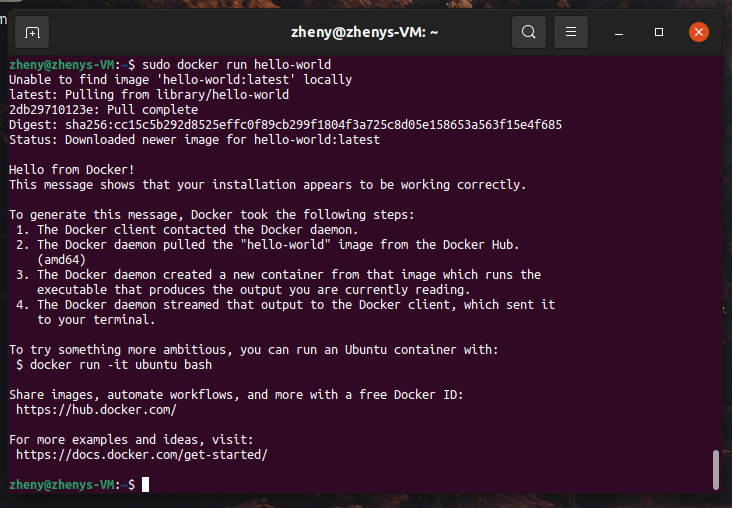 m
zheny@zhenys-VM: ~
zheny@zhenys-VM:~$ sudo docker run hello-world
Unable to find image 'hello-world:latest' locally
latest: Pulling from library/hello-world
2db29710123e: Pull complete
Digest: sha256:cc15c5b292d8525effc0f89cb299f1804f3a725c8d05e158653a563f15e4f685
Status: Downloaded newer image for hello-world:latest
Hello from Docker!
This message shows that your installation appears to be working correctly.
To generate this message, Docker took the following steps:
1. The Docker client contacted the Docker daemon.
2. The Docker daemon pulled the "hello-world" image from the Docker Hub.
(amd64)
3. The Docker daemon created a new container from that image which runs the
executable that produces the output you are currently reading.
4. The Docker daemon streamed that output to the Docker client, which sent it
to your terminal.
To try something more ambitious, you can run an Ubuntu container with:
$ docker run -it ubuntu bash
Share images, automate workflows, and more with a free Docker ID:
https://hub.docker.com/
For more examples and ideas, visit:
https://docs.docker.com/get-started/
zheny@zhenys-VM:~$